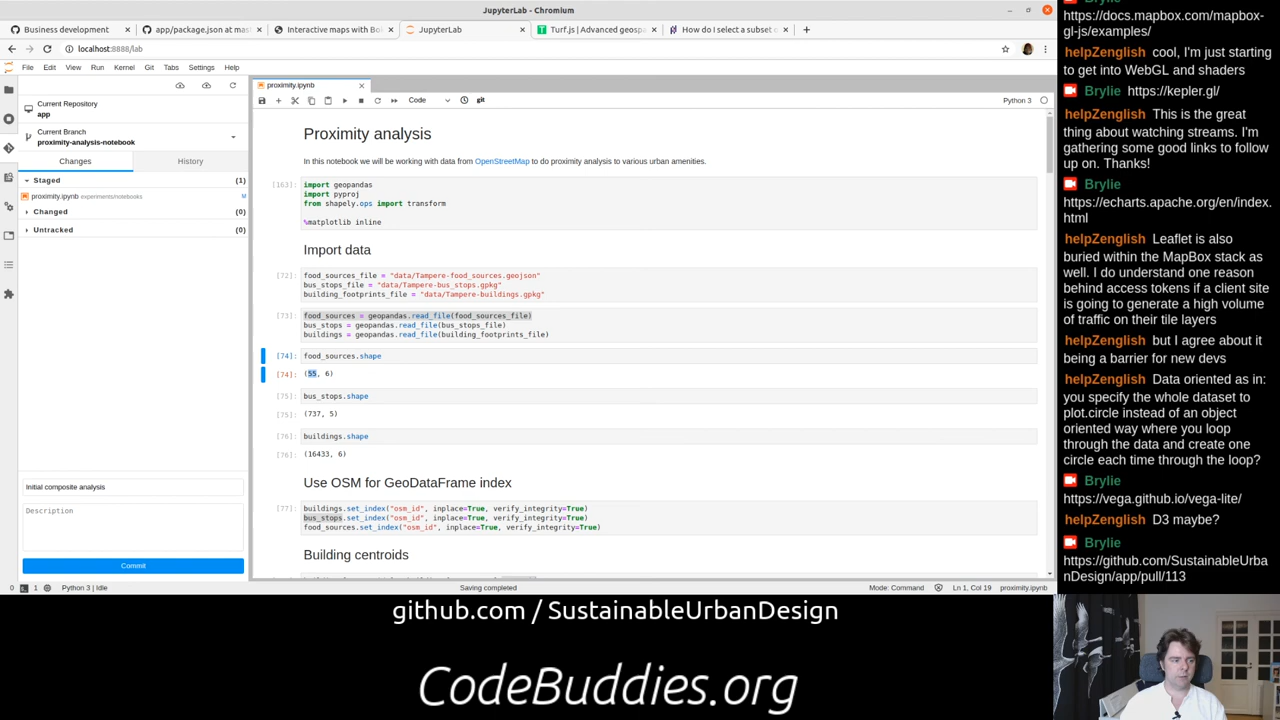 JupyterLab - Chromium
Business development
app/package.json at mas
Interactive maps with Bo
JupyterLab
Turf.js | Advanced geosp
How do I select a subset o
localhost:8888/lab
File Edit View Run Kernel Git Tabs Settings Help
Current Repository
app
Current Branch
proximity-analysis-notebook
Changes History
Staged (1)
proximity.ipynb experiments/notebooks M
Changed (0)
Untracked (0)
Initial composite analysis
Description
Commit
proximity.ipynb
Code git Python 3
Proximity analysis
In this notebook we will be working with data from OpenStreetMap to do proximity analysis to various urban amenities.
[163]: import geopandas
import pyproj
from shapely.ops import transform
%matplotlib inline
Import data
[72]: food_sources_file = "data/Tampere-food_sources.geojson"
bus_stops_file = "data/Tampere-bus_stops.gpkg"
building_footprints_file = "data/Tampere-buildings.gpkg"
[73]: food_sources = geopandas.read_file(food_sources_file)
bus_stops = geopandas.read_file(bus_stops_file)
buildings = geopandas.read_file(building_footprints_file)
[74]: food_sources.shape
[74]: (55, 6)
[75]: bus_stops.shape
[75]: (737, 5)
[76]: buildings.shape
[76]: (16433, 6)
Use OSM for GeoDataFrame index
[77]: buildings.set_index("osm_id", inplace=True, verify_integrity=True)
bus_stops.set_index("osm_id", inplace=True, verify_integrity=True)
food_sources.set_index("osm_id", inplace=True, verify_integrity=True)
Building centroids
0 1 Python 3 | Idle Saving completed Mode: Command Ln 1, Col 19 proximity.ipynb
github.com / SustainableUrbanDesign
CodeBuddies.org
https://docs.mapbox.com/mapbox-
gl-js/examples/
helpZenglish cool, I'm just starting
to get into WebGL and shaders
Brylie https://kepler.gl/
helpZenglish This is the great
thing about watching streams. I'm
gathering some good links to follow
up on. Thanks!
Brylie
https://echarts.apache.org/en/index.
html
helpZenglish Leaflet is also
buried within the MapBox stack as
well. I do understand one reason
behind access tokens if a client site
is going to generate a high volume
of traffic on their tile layers
helpZenglish but I agree about it
being a barrier for new devs
helpZenglish Data oriented as in:
you specify the whole dataset to
plot.circle instead of an object
oriented way where you loop
through the data and create one
circle each time through the loop?
Brylie
https://vega.github.io/vega-lite/
helpZenglish D3 maybe?
Brylie
https://github.com/SustainableUrba
nDesign/app/pull/113